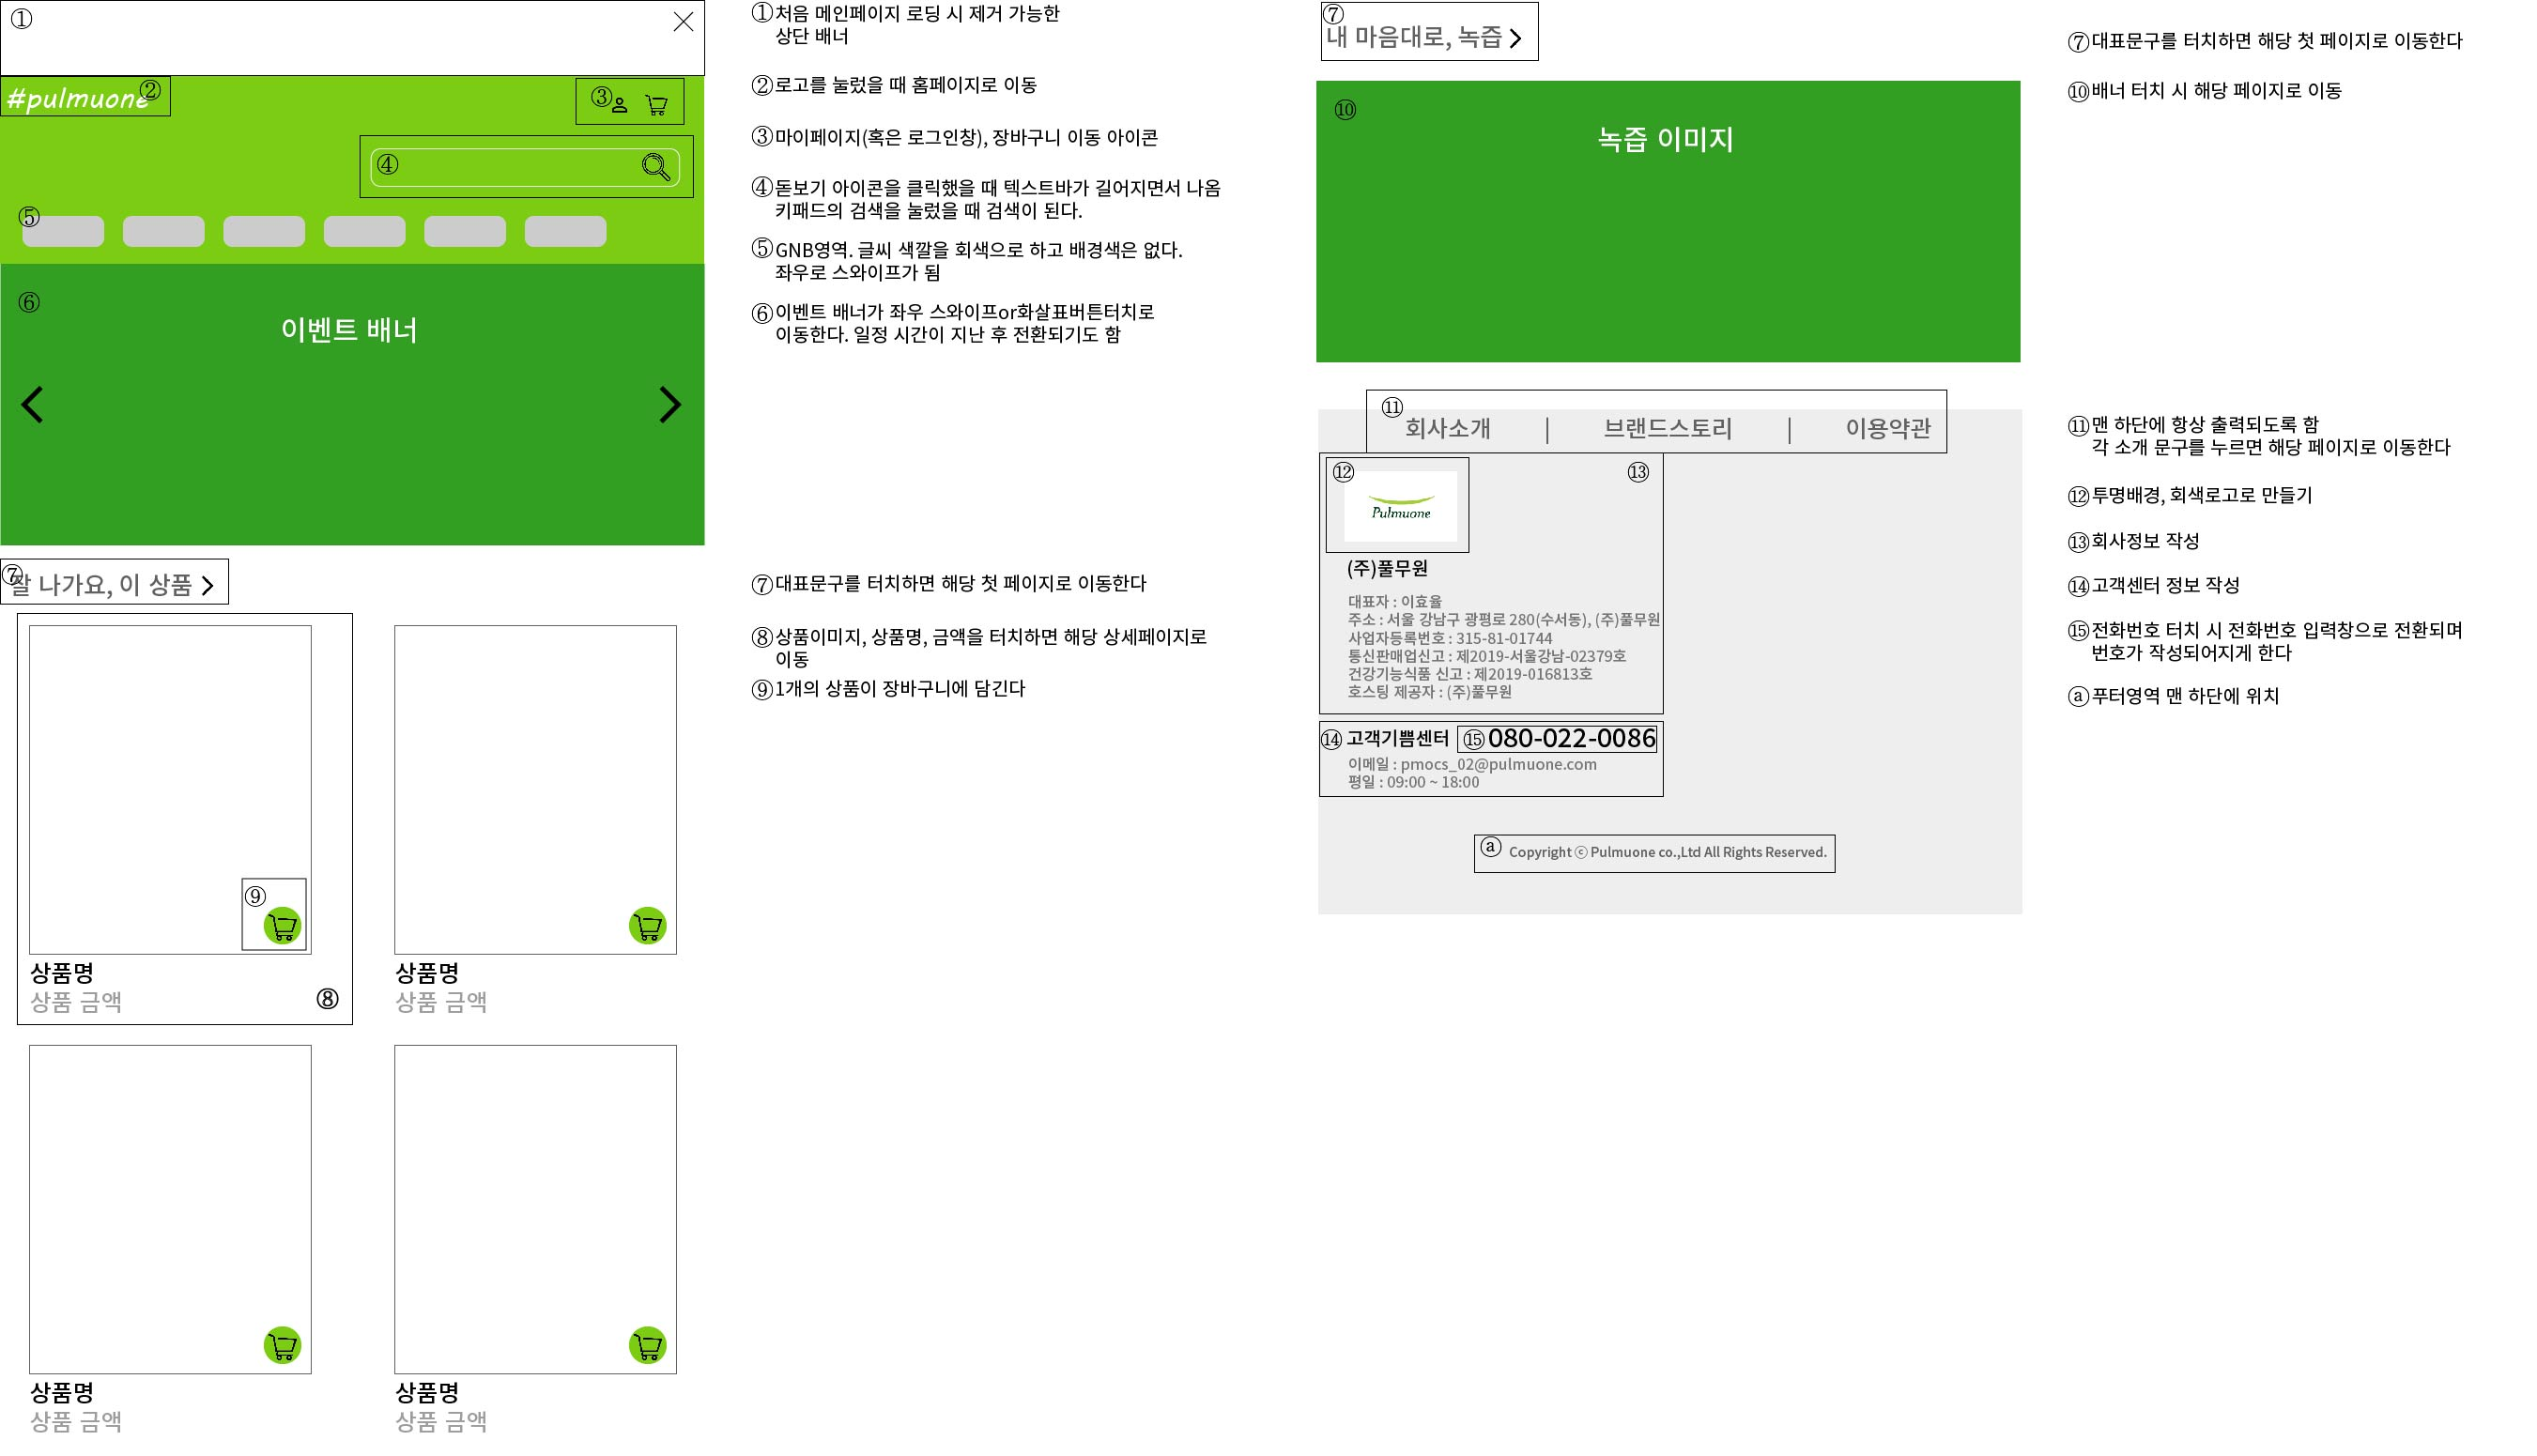 ①
#pulmuone ②
③
④
⑤
⑥
이벤트 배너
⑦
잘 나가요, 이 상품
⑨
상품명
상품 금액
⑧
상품명
상품 금액
상품명
상품 금액
상품명
상품 금액
①처음 메인페이지 로딩 시 제거 가능한
상단 배너
②로고를 눌렀을 때 홈페이지로 이동
③마이페이지(혹은 로그인창), 장바구니 이동 아이콘
④돋보기 아이콘을 클릭했을 때 텍스트바가 길어지면서 나옴
키패드의 검색을 눌렀을 때 검색이 된다.
⑤GNB영역. 글씨 색깔을 회색으로 하고 배경색은 없다.
좌우로 스와이프가 됨
⑥이벤트 배너가 좌우 스와이프or화살표버튼터치로
이동한다. 일정 시간이 지난 후 전환되기도 함
⑦대표문구를 터치하면 해당 첫 페이지로 이동한다
⑧상품이미지, 상품명, 금액을 터치하면 해당 상세페이지로
이동
⑨1개의 상품이 장바구니에 담긴다
⑦
내 마음대로, 녹즙
⑩
녹즙 이미지
⑪
회사소개 | 브랜드스토리 | 이용약관
⑫ ⑬
Pulmuone
(주)풀무원
대표자 : 이효율
주소 : 서울 강남구 광평로 280(수서동), (주)풀무원
사업자등록번호 : 315-81-01744
통신판매업신고 : 제2019-서울강남-02379호
건강기능식품 신고 : 제2019-016813호
호스팅 제공자 : (주)풀무원
⑭ 고객기쁨센터 ⑮ 080-022-0086
이메일 : pmocs_02@pulmuone.com
평일 : 09:00 ~ 18:00
ⓐ Copyright ⓒ Pulmuone co.,Ltd All Rights Reserved.
⑦대표문구를 터치하면 해당 첫 페이지로 이동한다
⑩배너 터치 시 해당 페이지로 이동
⑪맨 하단에 항상 출력되도록 함
각 소개 문구를 누르면 해당 페이지로 이동한다
⑫투명배경, 회색로고로 만들기
⑬회사정보 작성
⑭고객센터 정보 작성
⑮전화번호 터치 시 전화번호 입력창으로 전환되며
번호가 작성되어지게 한다
ⓐ푸터영역 맨 하단에 위치